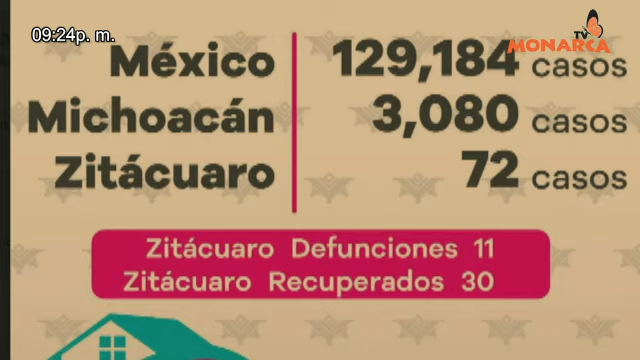 09:24p. m.
TV
MONARCA
México 129,184 casos
Michoacán 3,080 casos
Zitácuaro 72 casos
Zitácuaro Defunciones 11
Zitácuaro Recuperados 30